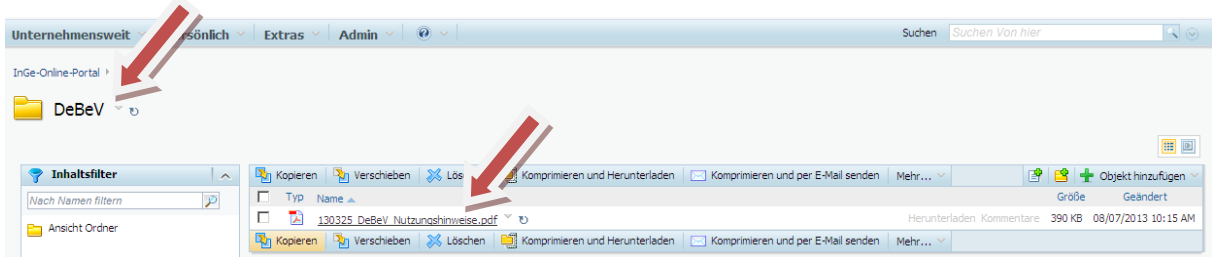 Unternehmensweit rsönlich Extras Admin Suchen Suchen Von hier
InGe-Online-Portal
DeBeV
Inhaltsfilter
Nach Namen filtern
Ansicht Ordner
Kopieren Verschieben Lösc Komprimieren und Herunterladen Komprimieren und per E-Mail senden Mehr... Objekt hinzufügen
Typ Name Größe Geändert
130325_DeBeV_Nutzungshinweise.pdf Herunterladen Kommentare 390 KB 08/07/2013 10:15 AM
Kopieren Verschieben Löschen Komprimieren und Herunterladen Komprimieren und per E-Mail senden Mehr...